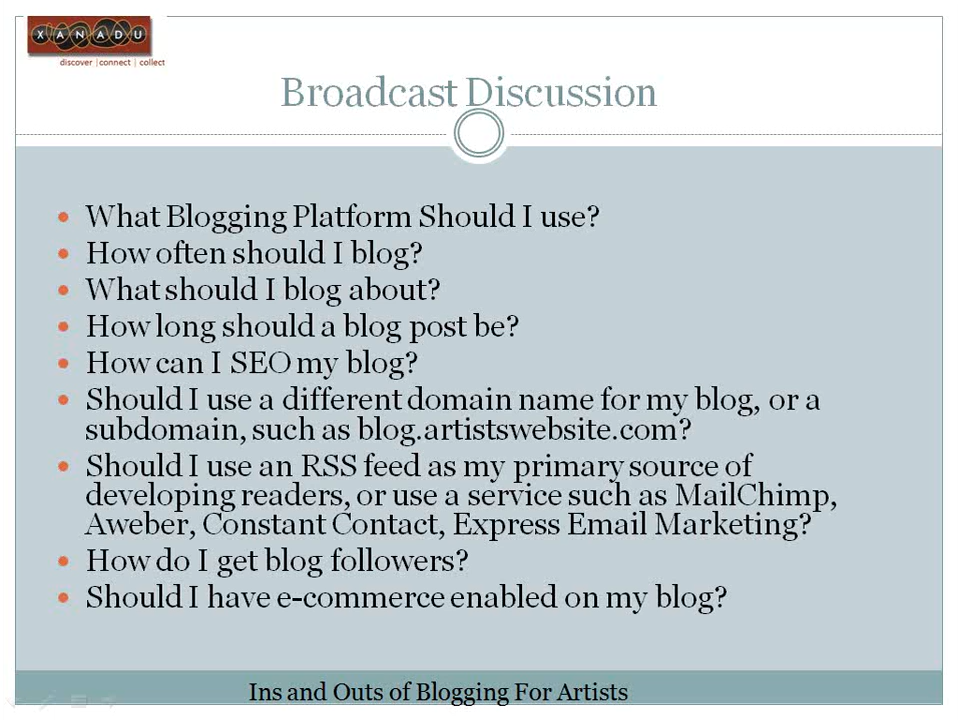 XANADU
discover | connect | collect
Broadcast Discussion
• What Blogging Platform Should I use?
• How often should I blog?
• What should I blog about?
• How long should a blog post be?
• How can I SEO my blog?
• Should I use a different domain name for my blog, or a
subdomain, such as blog.artistswebsite.com?
• Should I use an RSS feed as my primary source of
developing readers, or use a service such as MailChimp,
Aweber, Constant Contact, Express Email Marketing?
• How do I get blog followers?
• Should I have e-commerce enabled on my blog?
Ins and Outs of Blogging For Artists